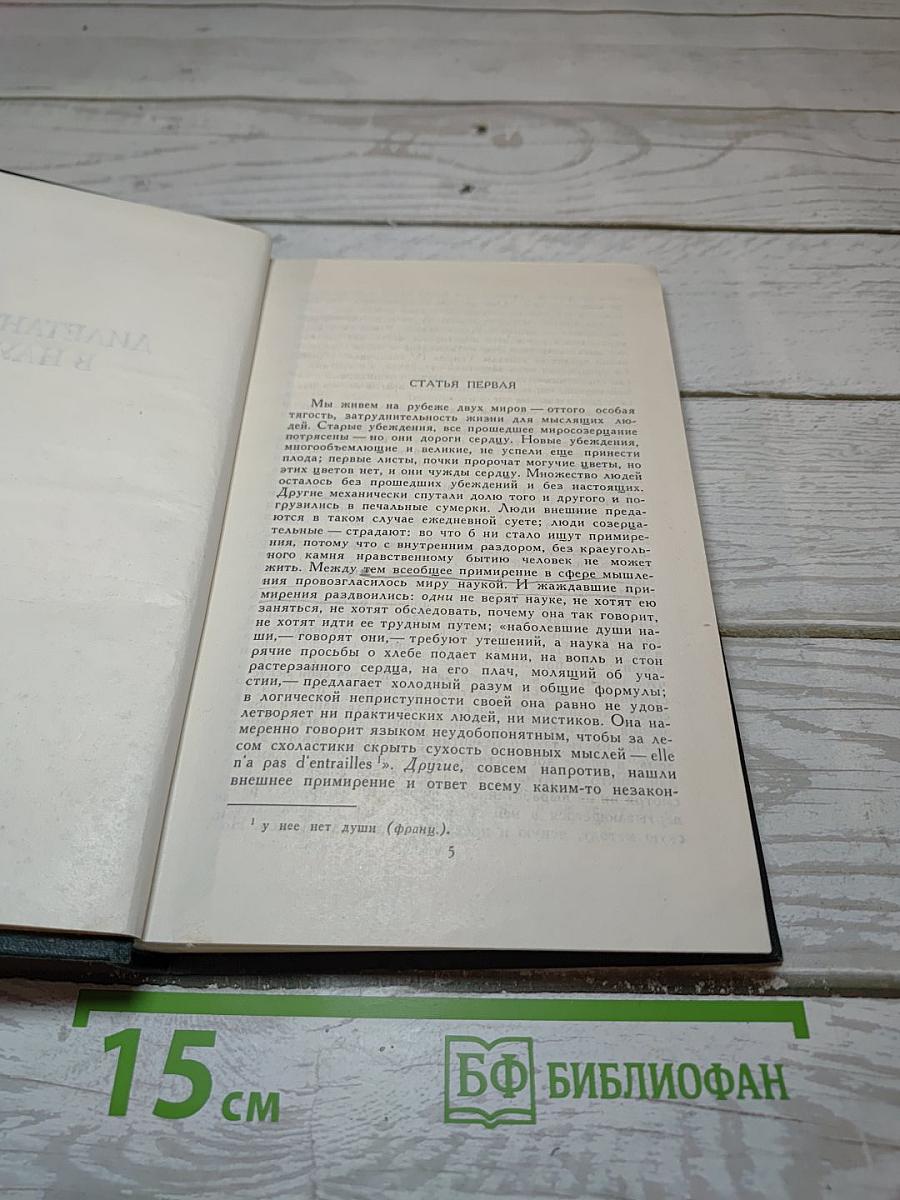 СТАТЬЯ ПЕРВАЯ
Мы живем на рубеже двух миров — оттого особая
тягость, затруднительность жизни для мыслящих лю-
дей. Старые убеждения, все прошедшее миросозерцание
потрясены — но они дороги сердцу. Новые убеждения,
многообъемлющие и великие, не успели еще принести
плода; первые листы, почки пророчат могучие цветы, но
этих цветов нет, и они чужды сердцу. Множество людей
осталось без прошедших убеждений и без настоящих.
Другие механически спутали долю того и другого и по-
грузились в печальные сумерки. Люди внешние преда-
ются в таком случае ежедневной суете; люди созерца-
тельные — страдают: во что б ни стало ищут примире-
ния, потому что с внутренним раздором, без краеуголь-
ного камня нравственному бытию человек не может
жить. Между тем всеобщее примирение в сфере мышле-
ния провозгласилось миру наукой. И жаждавшие при-
мирения раздвоились: одни не верят науке, не хотят ею
заняться, не хотят обследовать, почему она так говорит,
не хотят идти ее трудным путем; «наболевшие души на-
ши,— говорят они,— требуют утешений, а наука на го-
рячие просьбы о хлебе подает камни, на вопль и стон
растерзанного сердца, на его плач, молящий об уча-
стии,— предлагает холодный разум и общие формулы;
в логической неприступности своей она равно не удов-
летворяет ни практических людей, ни мистиков. Она на-
меренно говорит языком неудобопонятным, чтобы за ле-
сом схоластики скрыть сухость основных мыслей — elle
n'a pas d'entrailles ¹». Другие, совсем напротив, нашли
внешнее примирение и ответ всему каким-то незакон-
¹ у нее нет души (франц.).
5
15 см
БФ БИБЛИОФАН